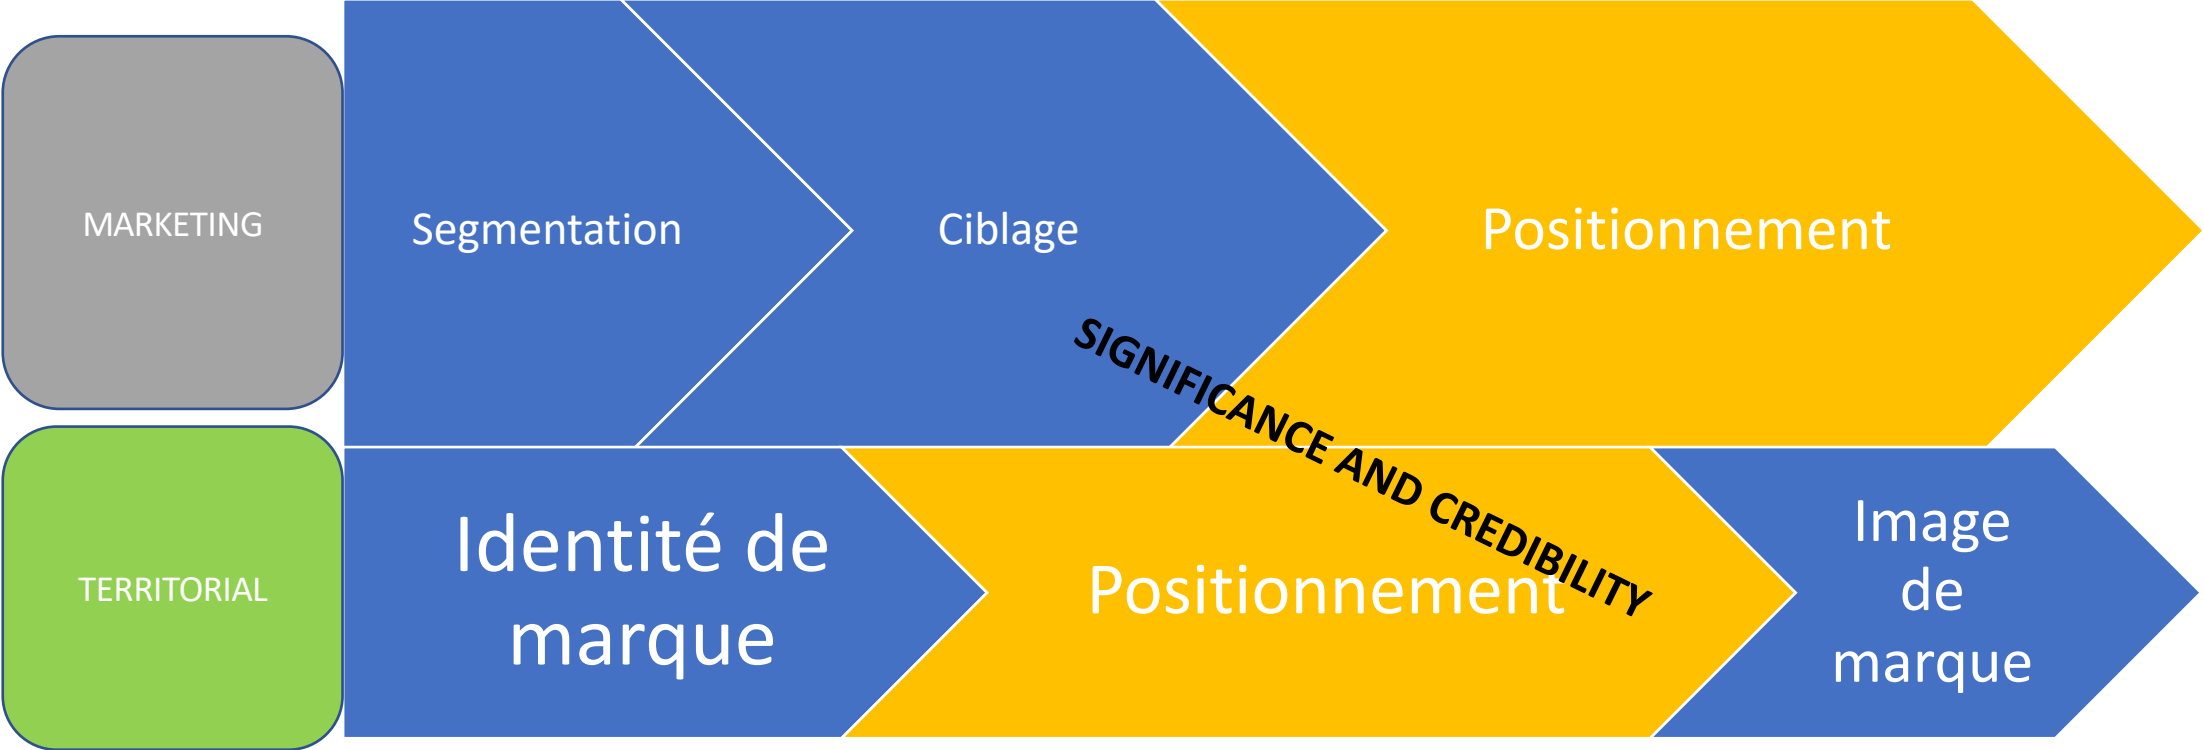 MARKETING
Segmentation
Ciblage
Positionnement
SIGNIFICANCE AND CREDIBILITY
TERRITORIAL
Identité de
marque
Positionnement
Image
de
marque